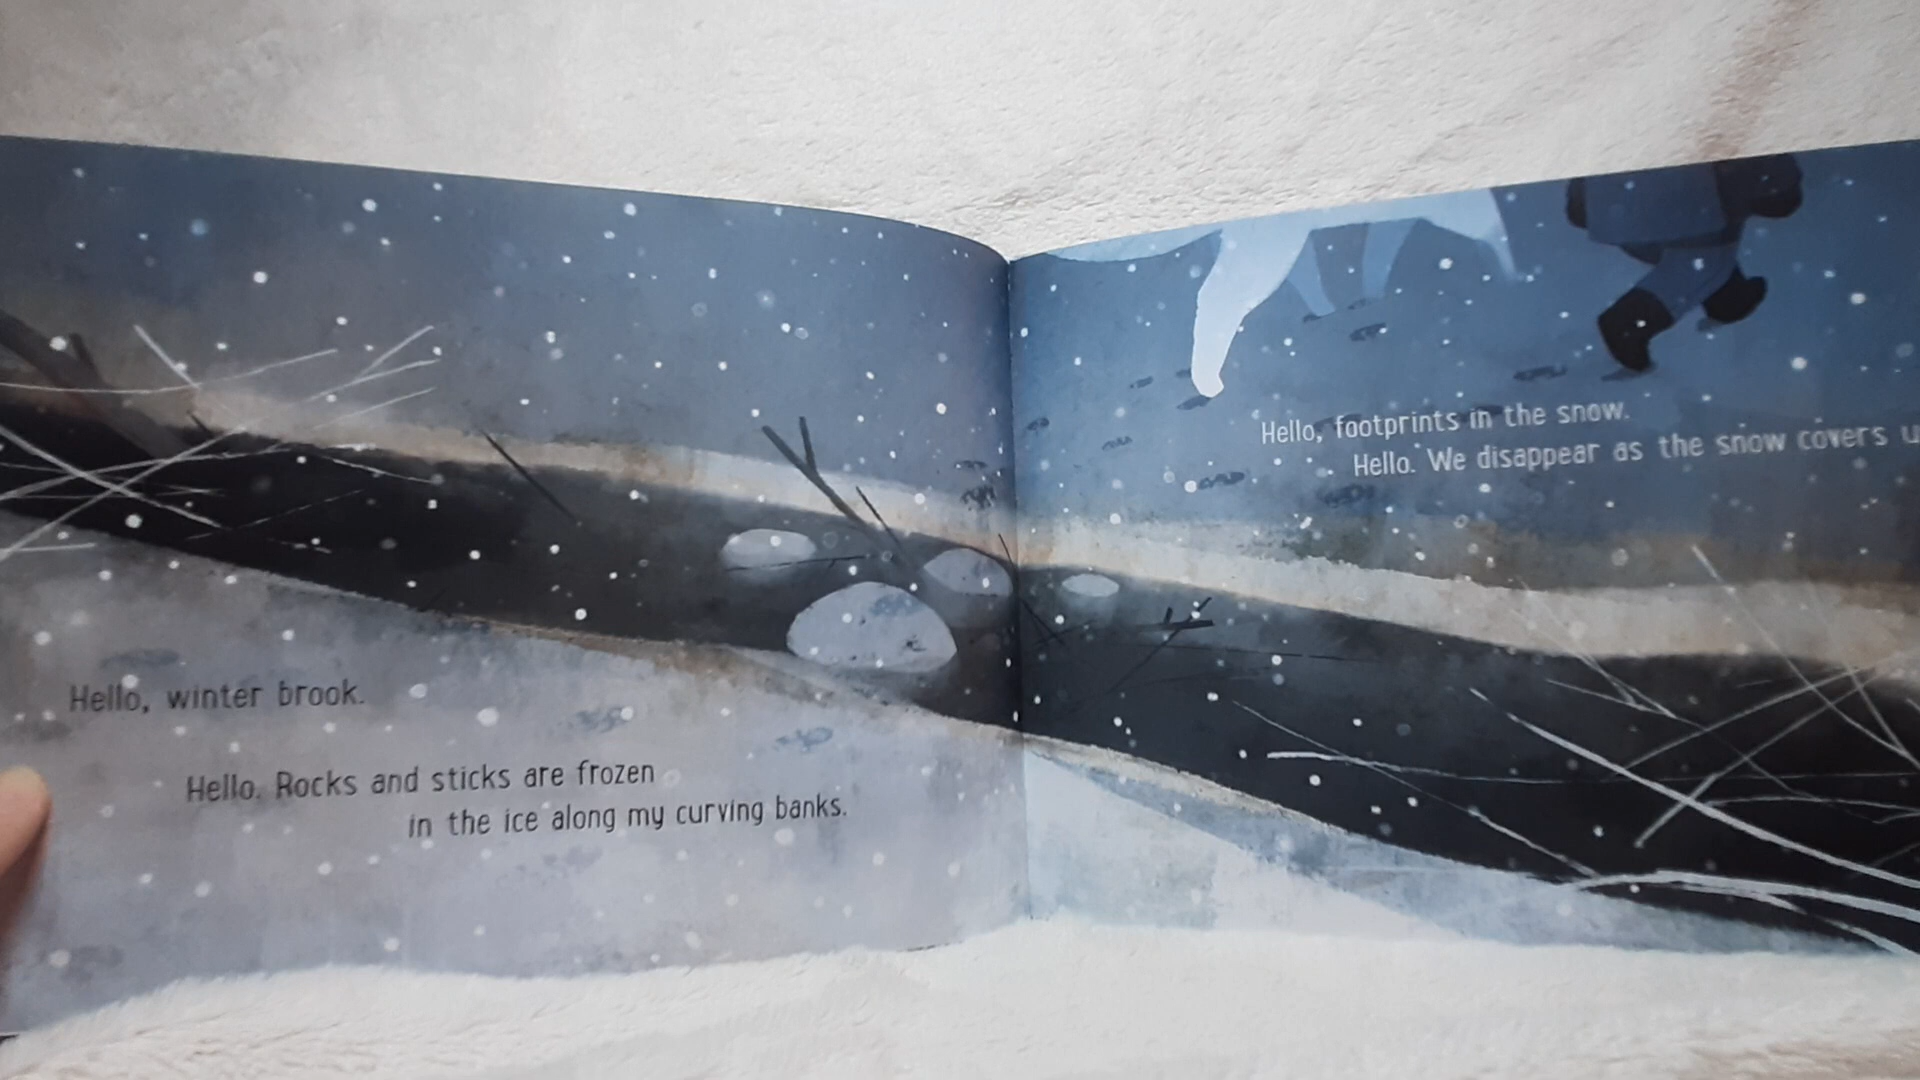 Hello, winter brook.
Hello. Rocks and sticks are frozen
in the ice along my curving banks.
Hello, footprints in the snow.
Hello. We disappear as the snow covers